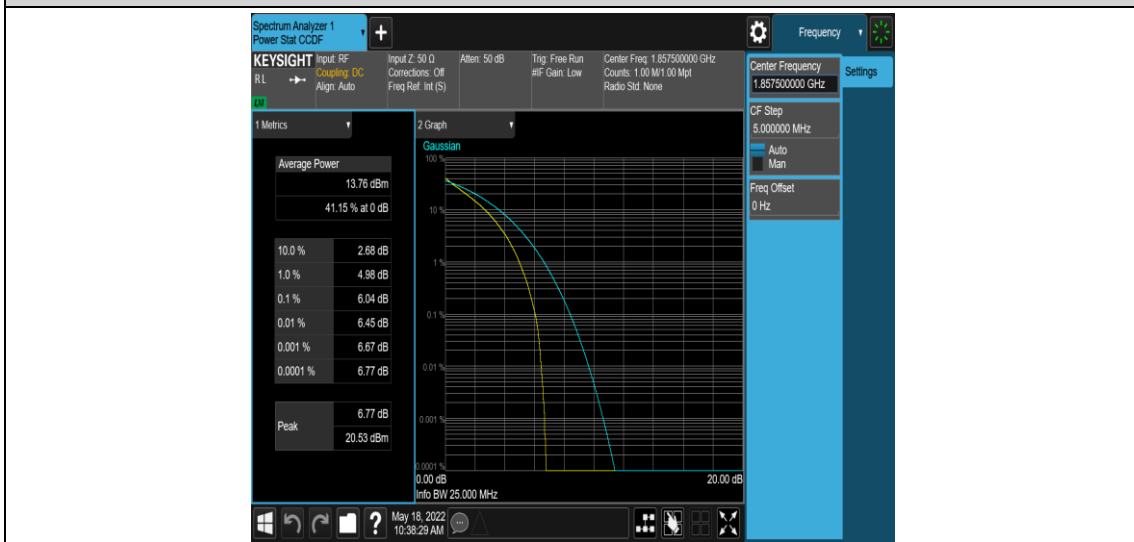 Spectrum Analyzer 1
Power Stat CCDF
Frequency
KEYSIGHT
RL
LXI
Input: RF
Coupling: DC
Align: Auto
Input Z: 50 Ω
Corrections: Off
Freq Ref: Int (S)
Atten: 50 dB
Trig: Free Run
#IF Gain: Low
Center Freq: 1.857500000 GHz
Counts: 1.00 M/1.00 Mpt
Radio Std: None
Center Frequency
1.857500000 GHz
Settings
CF Step
5.000000 MHz
Auto
Man
Freq Offset
0 Hz
1 Metrics
Average Power
13.76 dBm
41.15 % at 0 dB
10.0 % 2.68 dB
1.0 % 4.98 dB
0.1 % 6.04 dB
0.01 % 6.45 dB
0.001 % 6.67 dB
0.0001 % 6.77 dB
Peak 6.77 dB
20.53 dBm
2 Graph
Gaussian
100 %
10 %
1 %
0.1 %
0.01 %
0.001 %
0.0001 %
0.00 dB 20.00 dB
Info BW 25.000 MHz
?
May 18, 2022
10:38:29 AM